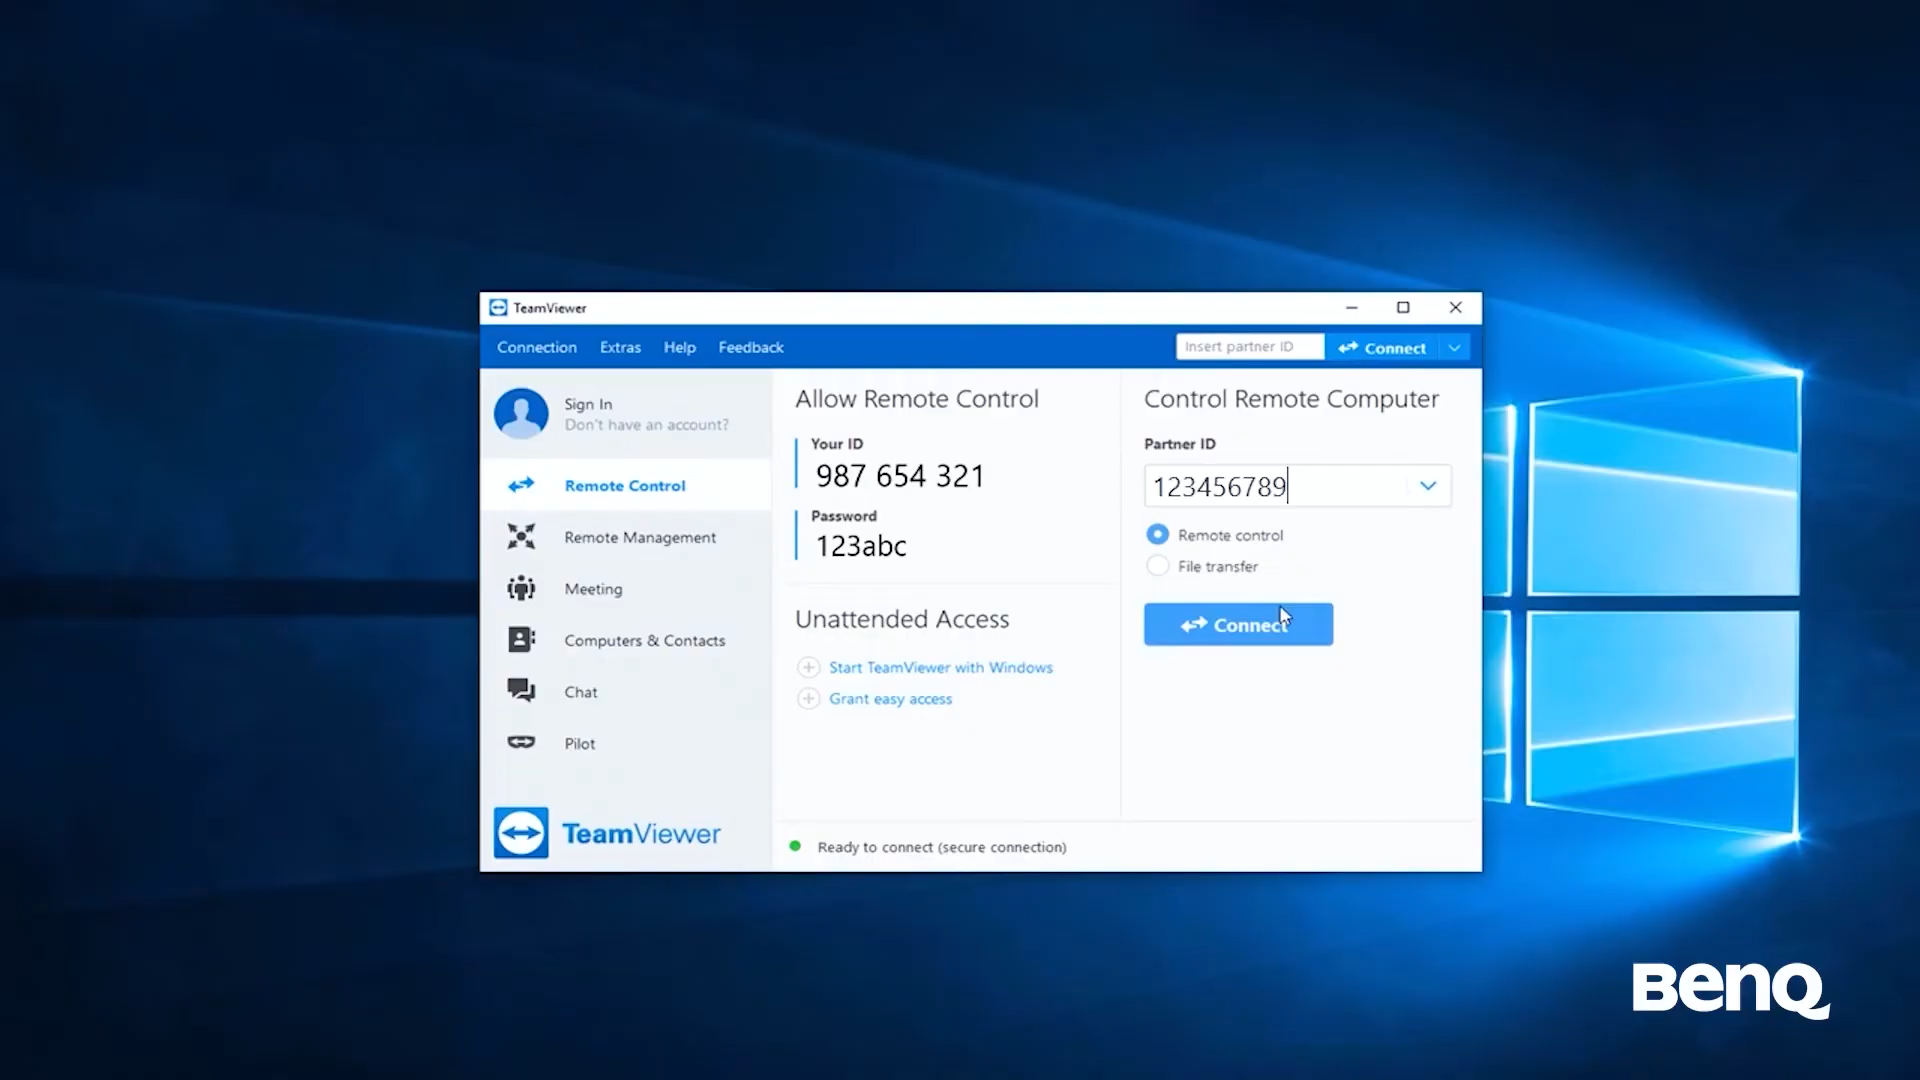 TeamViewer
Connection Extras Help Feedback
Insert partner ID
Connect
Sign In
Don't have an account?
Remote Control
Remote Management
Meeting
Computers & Contacts
Chat
Pilot
TeamViewer
Allow Remote Control
Your ID
987 654 321
Password
123abc
Unattended Access
Start TeamViewer with Windows
Grant easy access
Control Remote Computer
Partner ID
123456789
Remote control
File transfer
Connect
Ready to connect (secure connection)
BenQ